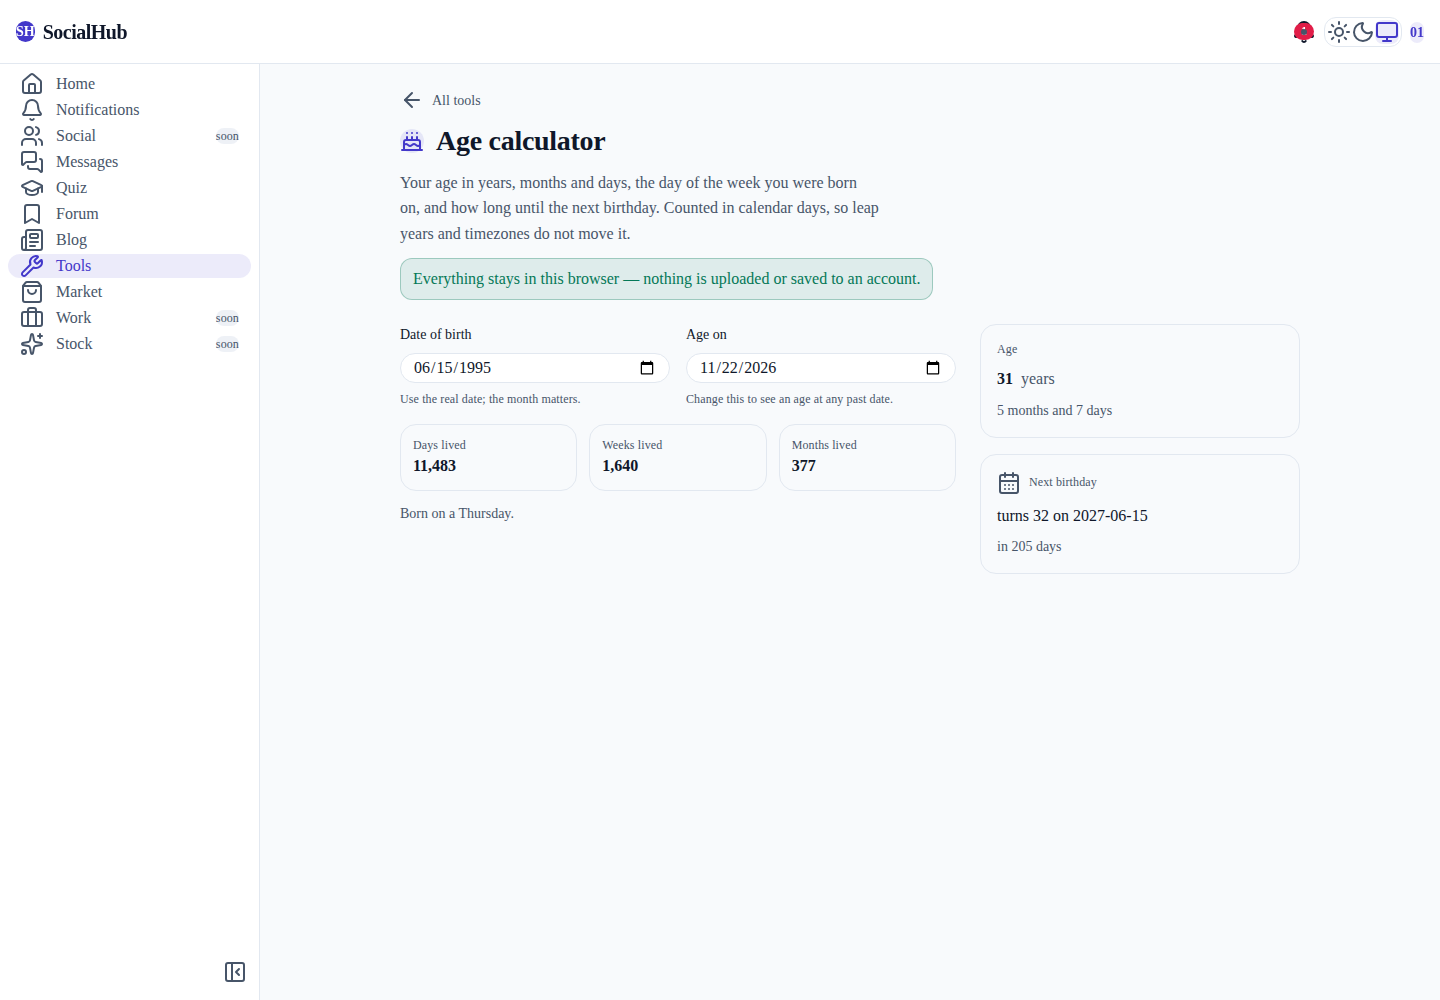 SH SocialHub
01
Home
Notifications
Social soon
Messages
Quiz
Forum
Blog
Tools
Market
Work soon
Stock soon
All tools
Age calculator
Your age in years, months and days, the day of the week you were born
on, and how long until the next birthday. Counted in calendar days, so leap
years and timezones do not move it.
Everything stays in this browser — nothing is uploaded or saved to an account.
Date of birth
06/15/1995
Use the real date; the month matters.
Age on
11/22/2026
Change this to see an age at any past date.
Days lived
11,483
Weeks lived
1,640
Months lived
377
Born on a Thursday.
Age
31 years
5 months and 7 days
Next birthday
turns 32 on 2027-06-15
in 205 days